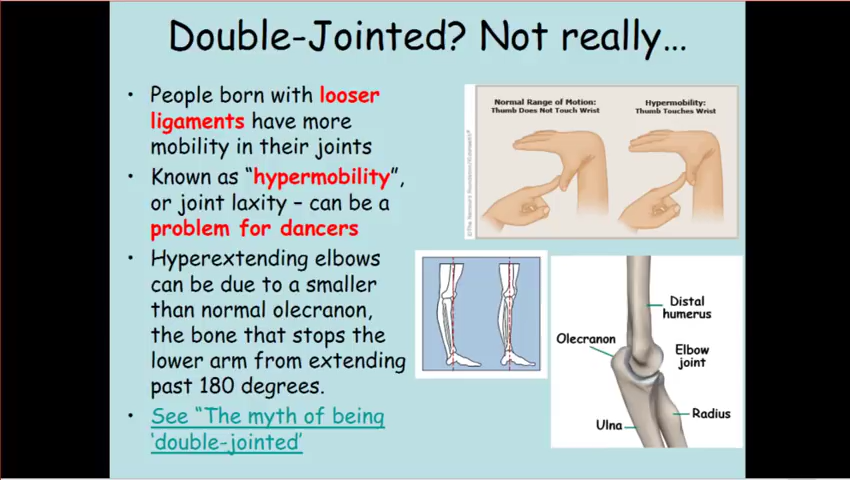 Double-Jointed? Not really…
• People born with looser
ligaments have more
mobility in their joints
• Known as “hypermobility”,
or joint laxity – can be a
problem for dancers
• Hyperextending elbows
can be due to a smaller
than normal olecranon,
the bone that stops the
lower arm from extending
past 180 degrees.
• See “The myth of being
‘double-jointed’
Normal Range of Motion:
Thumb Does Not Touch Wrist
Hypermobility:
Thumb Touches Wrist
Distal
humerus
Olecranon
Elbow
joint
Radius
Ulna